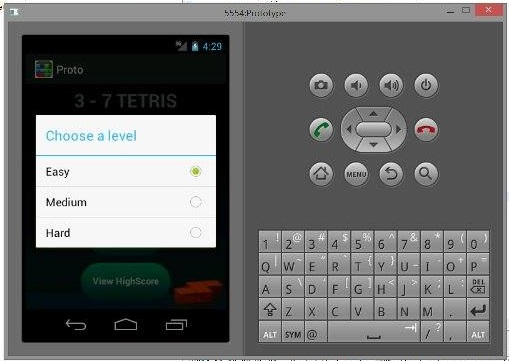 5554:Prototype
4:29
Proto
3 - 7 TETRIS
Choose a level
Easy
Medium
Hard
View HighScore
MENU
1 ! 2 @ 3 # 4 $ 5 % 6 ^ 7 & 8 * 9 ( 0 )
Q W ~ E R T { Y } U _ I - O + P =
A S \ D F [ G ] H < J > K ; L : DEL
Z X C V B N M .
ALT SYM @ / ? , ALT